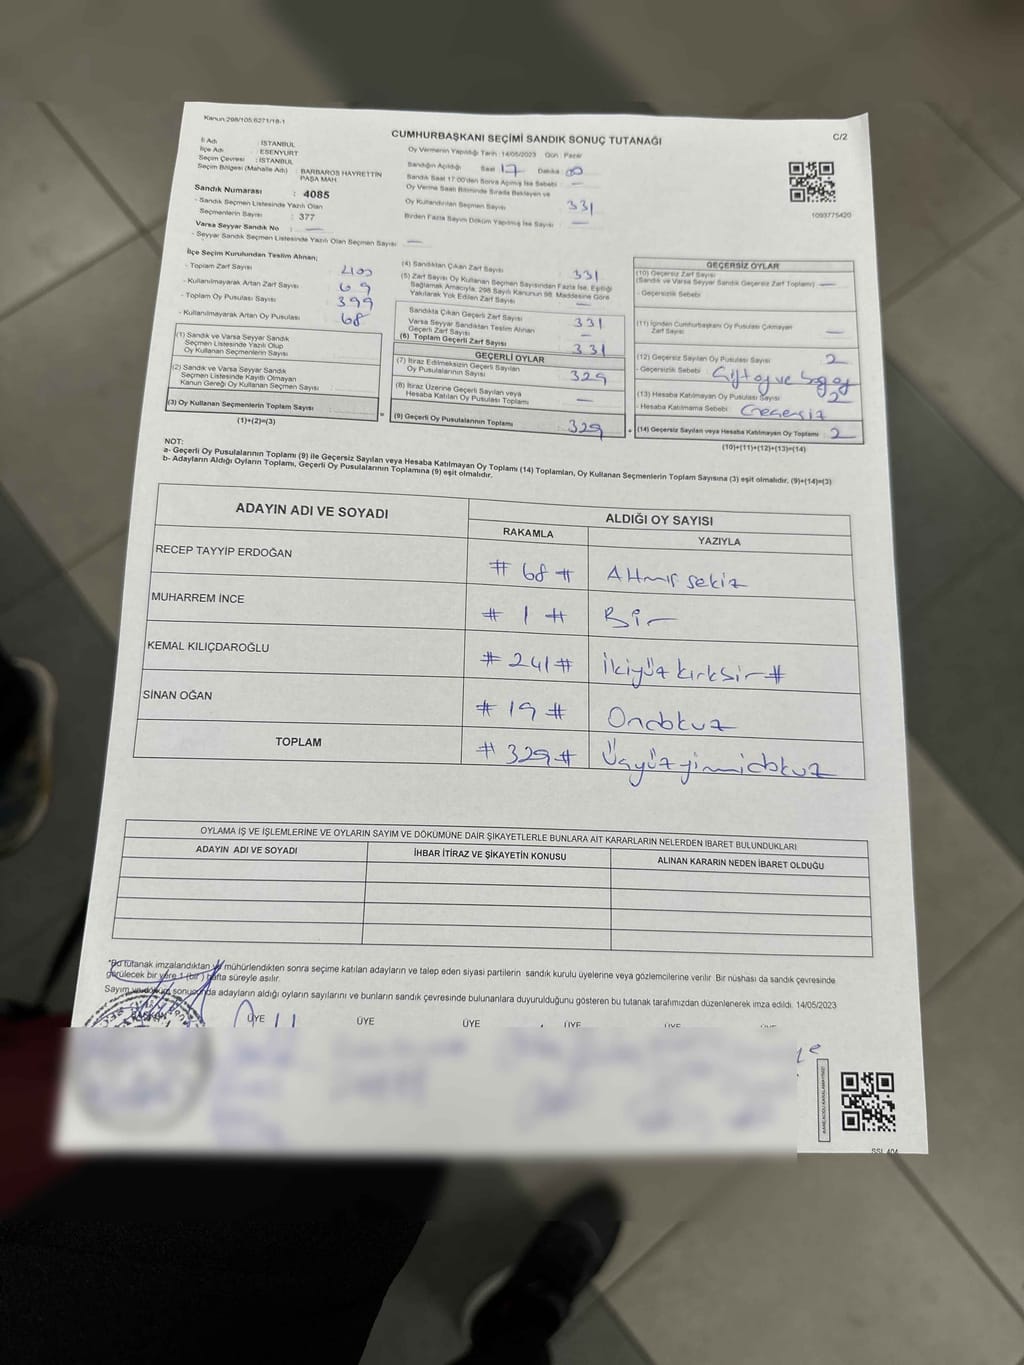 Kanun:298/105;6271/18-1
CUMHURBAŞKANI SEÇİMİ SANDIK SONUÇ TUTANAĞI
C/2
İl Adı : İSTANBUL
İlçe Adı : ESENYURT
Seçim Çevresi : İSTANBUL
Seçim Bölgesi (Mahalle Adı) : BARBAROS HAYRETTİN PAŞA MAH.
Sandık Numarası : 4085
- Sandık Seçmen Listesinde Yazılı Olan
Seçmenlerin Sayısı : 377
Varsa Seyyar Sandık No : —
- Seyyar Sandık Seçmen Listesinde Yazılı Olan Seçmen Sayısı : —
Oy Vermenin Yapıldığı Tarih :14/05/2023 Gün : Pazar
Sandığın Açıldığı Saat 17 Dakika 00
Sandık Saat 17:00'den Sonra Açılmış İse Sebebi : —
Oy Verme Saati Bitiminde Sırada Bekleyen ve
Oy Kullandırılan Seçmen Sayısı 331
Birden Fazla Sayım Döküm Yapılmış İse Sayısı : —
1093775420
İlçe Seçim Kurulundan Teslim Alınan;
- Toplam Zarf Sayısı 400
- Kullanılmayarak Artan Zarf Sayısı 69
- Toplam Oy Pusulası Sayısı 399
- Kullanılmayarak Artan Oy Pusulası 68
(1) Sandık ve Varsa Seyyar Sandık
Seçmen Listesinde Yazılı Olup
Oy Kullanan Seçmenlerin Sayısı
(2) Sandık ve Varsa Seyyar Sandık
Seçmen Listesinde Kayıtlı Olmayan
Kanun Gereği Oy Kullanan Seçmen Sayısı
(3) Oy Kullanan Seçmenlerin Toplam Sayısı
(1)+(2)=(3)
=
(4) Sandıktan Çıkan Zarf Sayısı 331
(5) Zarf Sayısı Oy Kullanan Seçmen Sayısından Fazla İse, Eşitliği
Sağlamak Amacıyla; 298 Sayılı Kanunun 98. Maddesine Göre
Yakılarak Yok Edilen Zarf Sayısı —
Sandıkta Çıkan Geçerli Zarf Sayısı 331
Varsa Seyyar Sandıktan Teslim Alınan
Geçerli Zarf Sayısı —
(6) Toplam Geçerli Zarf Sayısı 331
GEÇERLİ OYLAR
(7) İtiraz Edilmeksizin Geçerli Sayılan
Oy Pusulalarının Sayısı 329
(8) İtiraz Üzerine Geçerli Sayılan veya
Hesaba Katılan Oy Pusulası Toplamı —
(9) Geçerli Oy Pusulalarının Toplamı 329
+
GEÇERSİZ OYLAR
(10) Geçersiz Zarf Sayısı
(Sandık ve Varsa Seyyar Sandık Geçersiz Zarf Toplamı) —
- Geçersizlik Sebebi
(11) İçinden Cumhurbaşkanı Oy Pusulası Çıkmayan
Zarf Sayısı —
(12) Geçersiz Sayılan Oy Pusulası Sayısı 2
- Geçersizlik Sebebi Çift oy ve boş oy
(13) Hesaba Katılmayan Oy Pusulası Sayısı 2
- Hesaba Katılmama Sebebi Geçersiz
(14) Geçersiz Sayılan veya Hesaba Katılmayan Oy Toplamı 2
(10)+(11)+(12)+(13)=(14)
NOT:
a- Geçerli Oy Pusulalarının Toplamı (9) ile Geçersiz Sayılan veya Hesaba Katılmayan Oy Toplamı (14) Toplamları, Oy Kullanan Seçmenlerin Toplam Sayısına (3) eşit olmalıdır. (9)+(14)=(3)
b- Adayların Aldığı Oyların Toplamı, Geçerli Oy Pusulalarının Toplamına (9) eşit olmalıdır.
ADAYIN ADI VE SOYADI ALDIĞI OY SAYISI
RAKAMLA YAZIYLA
RECEP TAYYİP ERDOĞAN # 68 # Altmış sekiz
MUHARREM İNCE # 1 # Bir
KEMAL KILIÇDAROĞLU # 241 # ikiyüz kırkbir #
SİNAN OĞAN # 19 # Ondokuz
TOPLAM # 329 # Üçyüzyirmidokuz
OYLAMA İŞ VE İŞLEMLERİNE VE OYLARIN SAYIM VE DÖKÜMÜNE DAİR ŞİKAYETLERLE BUNLARA AİT KARARLARIN NELERDEN İBARET BULUNDUKLARI
ADAYIN ADI VE SOYADI İHBAR İTİRAZ VE ŞİKAYETİN KONUSU ALINAN KARARIN NEDEN İBARET OLDUĞU
*Bu tutanak imzalandıktan ve mühürlendikten sonra seçime katılan adayların ve talep eden siyasi partilerin sandık kurulu üyelerine veya gözlemcilerine verilir. Bir nüshası da sandık çevresinde
görülecek bir yere 1 (bir) hafta süreyle asılır.
Sayım ve döküm sonucunda adayların aldığı oyların sayılarını ve bunların sandık çevresinde bulunanlara duyurulduğunu gösteren bu tutanak tarafımızdan düzenlenerek imza edildi. 14/05/2023
BAŞKAN ÜYE ÜYE ÜYE ÜYE ÜYE